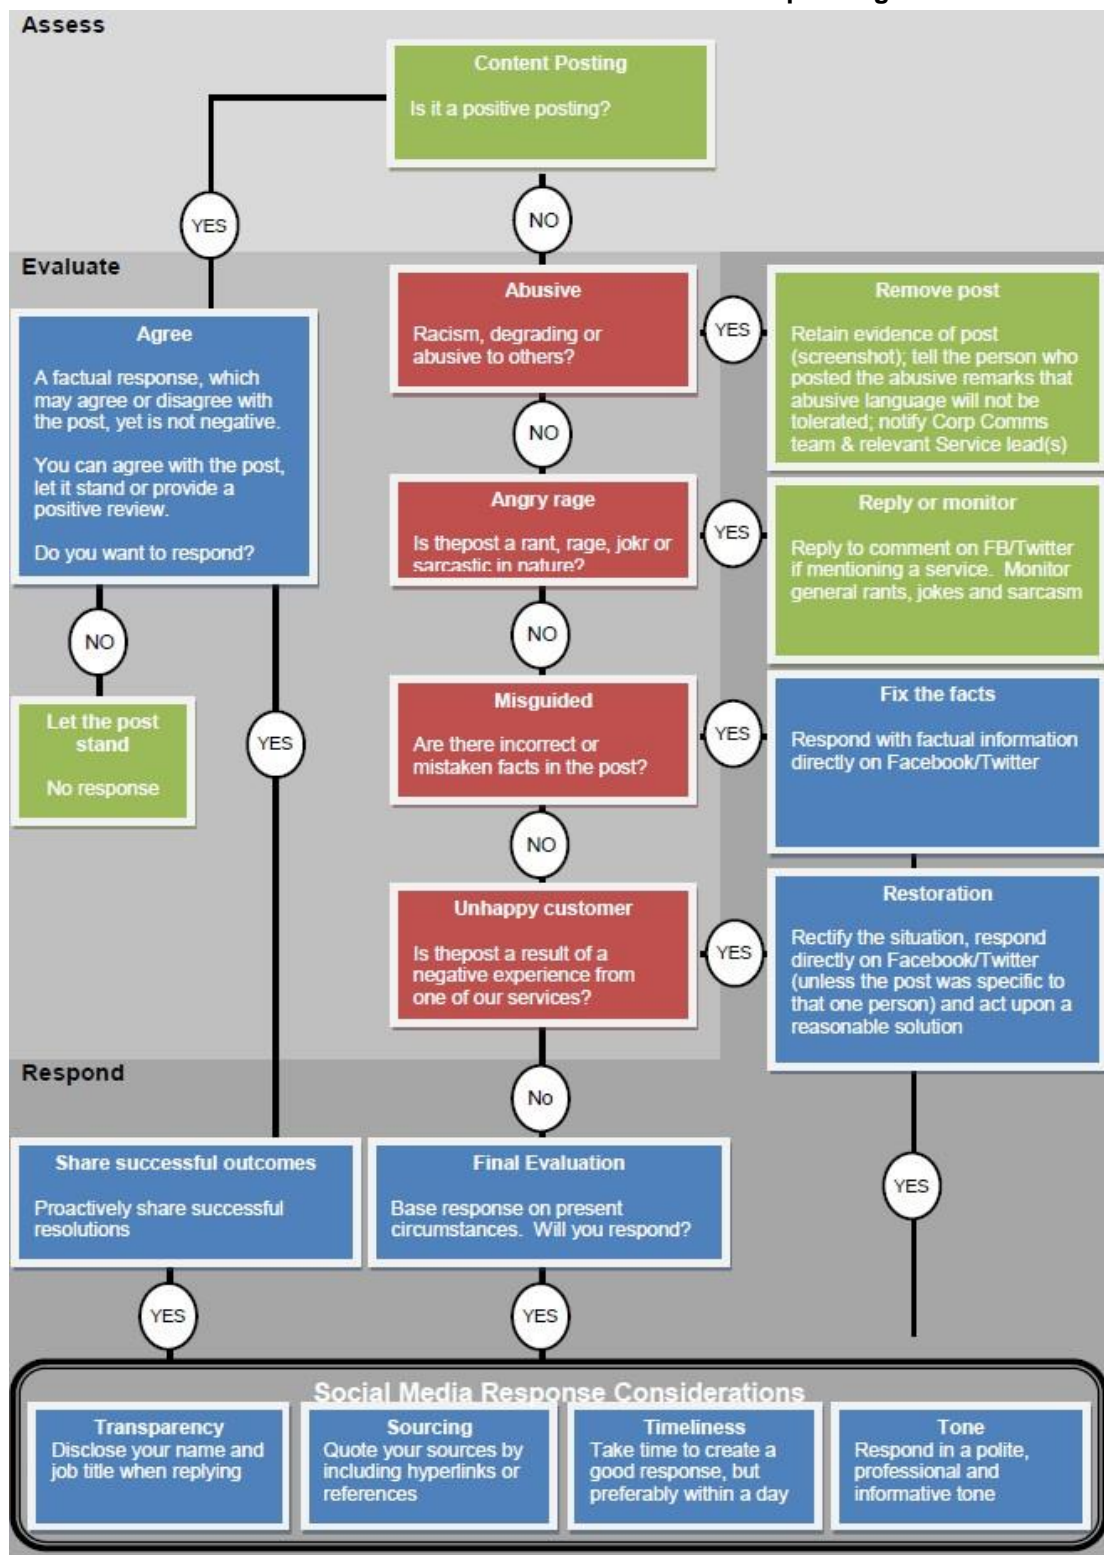 Assess
Content Posting
Is it a positive posting?
YES
NO
Evaluate
Agree
A factual response, which
may agree or disagree with
the post, yet is not negative.
You can agree with the post,
let it stand or provide a
positive review.
Do you want to respond?
Abusive
Racism, degrading or
abusive to others?
YES
Remove post
Retain evidence of post
(screenshot); tell the person who
posted the abusive remarks that
abusive language will not be
tolerated; notify Corp Comms
team & relevant Service lead(s)
NO
Angry rage
Is thepost a rant, rage, jokr or
sarcastic in nature?
YES
Reply or monitor
Reply to comment on FB/Twitter
if mentioning a service. Monitor
general rants, jokes and sarcasm
NO
NO
Let the post
stand
No response
YES
Misguided
Are there incorrect or
mistaken facts in the post?
YES
Fix the facts
Respond with factual information
directly on Facebook/Twitter
NO
Unhappy customer
Is thepost a result of a
negative experience from
one of our services?
YES
Restoration
Rectify the situation, respond
directly on Facebook/Twitter
(unless the post was specific to
that one person) and act upon a
reasonable solution
Respond
No
Share successful outcomes
Proactively share successful
resolutions
Final Evaluation
Base response on present
circumstances. Will you respond?
YES
YES
YES
Social Media Response Considerations
Transparency
Disclose your name and
job title when replying
Sourcing
Quote your sources by
including hyperlinks or
references
Timeliness
Take time to create a
good response, but
preferably within a day
Tone
Respond in a polite,
professional and
informative tone